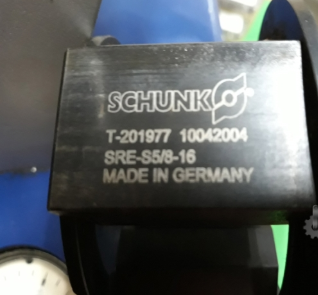 SCHUNK
T-201977 10042004
SRE-S5/8-16
MADE IN GERMANY